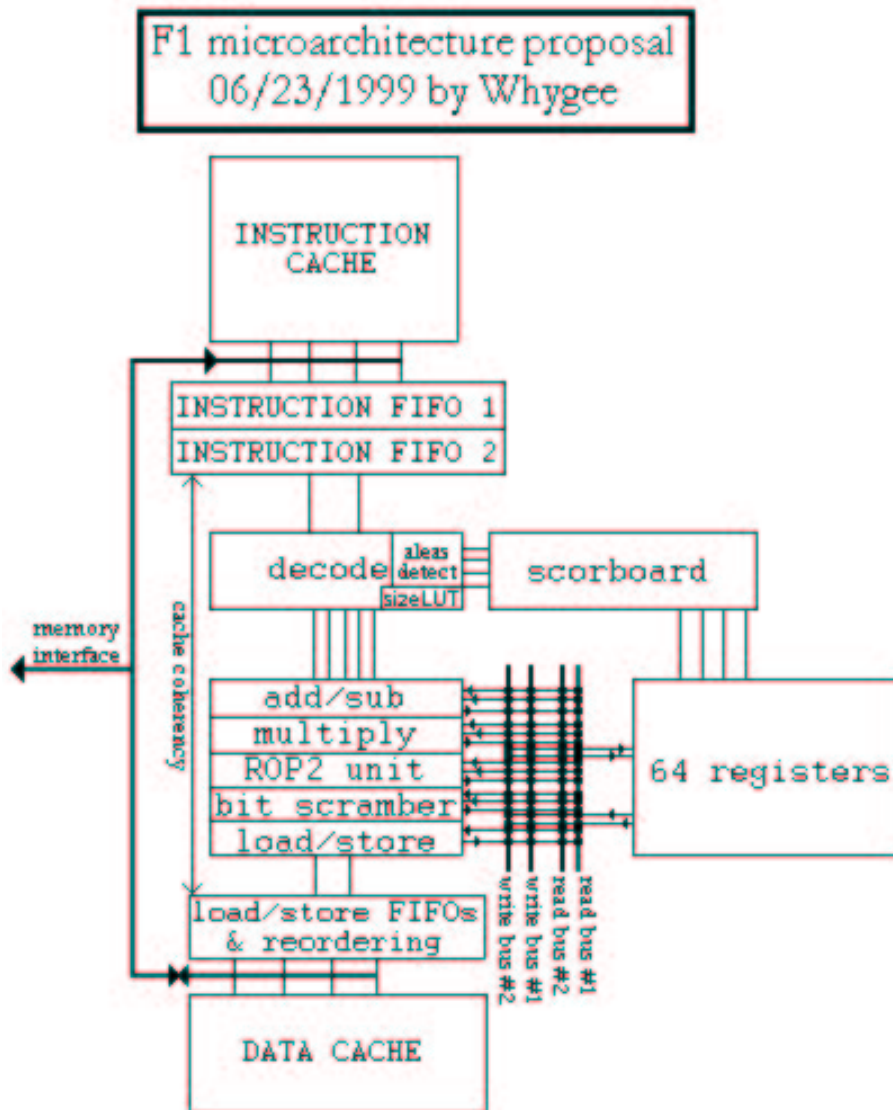 F1 microarchitecture proposal
06/23/1999 by Whygee
INSTRUCTION
CACHE
INSTRUCTION FIFO 1
INSTRUCTION FIFO 2
decode
aleas
detect
sizeLUT
scorboard
memory
interface
cache coherency
add/sub
multiply
ROP2 unit
bit scramber
load/store
64 registers
write bus #2
write bus #1
read bus #2
read bus #1
load/store FIFOs
& reordering
DATA CACHE